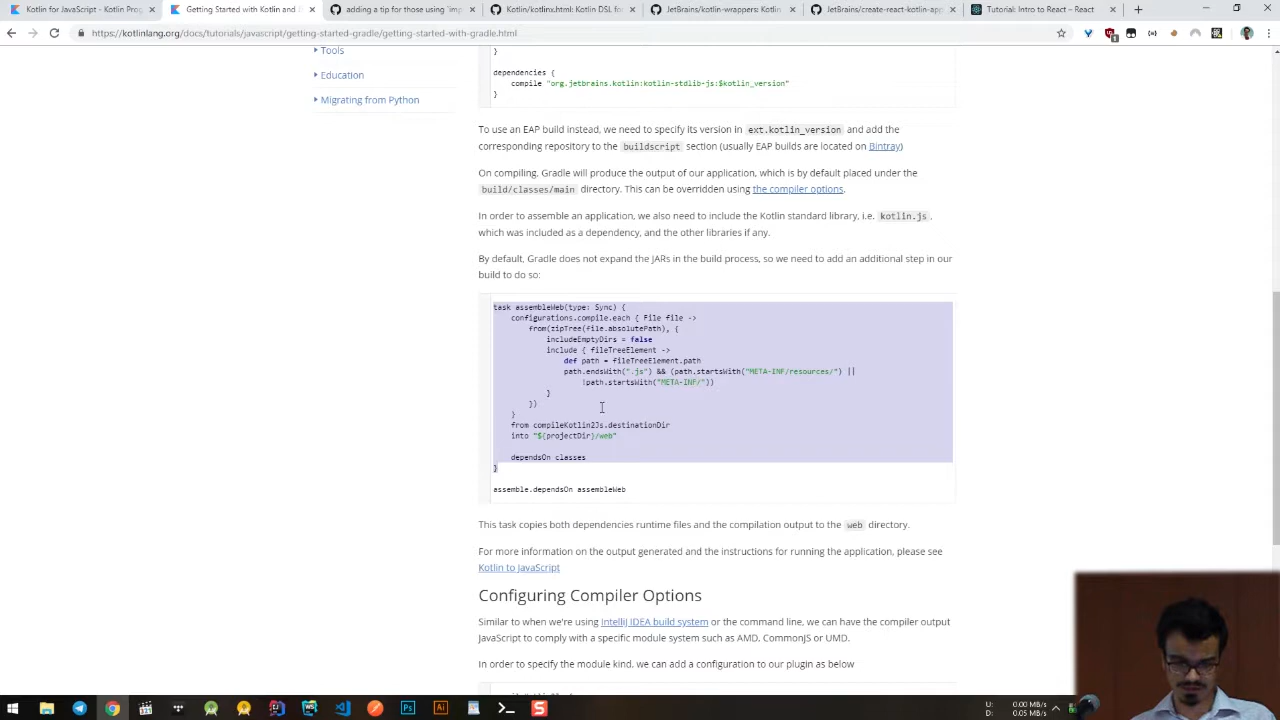 Kotlin for JavaScript - Kotlin Prog
Getting Started with Kotlin and
adding a tip for those using 'imp
Kotlin/kotlinx.html: Kotlin DSL fo
JetBrains/kotlin-wrappers: Kotlin
JetBrains/create-react-kotlin-app
Tutorial: Intro to React – React
https://kotlinlang.org/docs/tutorials/javascript/getting-started-gradle/getting-started-with-gradle.html
Tools
Education
Migrating from Python
}
dependencies {
compile "org.jetbrains.kotlin:kotlin-stdlib-js:$kotlin_version"
}
To use an EAP build instead, we need to specify its version in ext.kotlin_version and add the
corresponding repository to the buildscript section (usually EAP builds are located on Bintray)
On compiling, Gradle will produce the output of our application, which is by default placed under the
build/classes/main directory. This can be overridden using the compiler options.
In order to assemble an application, we also need to include the Kotlin standard library, i.e. kotlin.js,
which was included as a dependency, and the other libraries if any.
By default, Gradle does not expand the JARs in the build process, so we need to add an additional step in our
build to do so:
task assembleWeb(type: Sync) {
configurations.compile.each { File file ->
from(zipTree(file.absolutePath), {
includeEmptyDirs = false
include { fileTreeElement ->
def path = fileTreeElement.path
path.endsWith(".js") && (path.startsWith("META-INF/resources/") ||
!path.startsWith("META-INF/"))
}
})
}
from compileKotlin2Js.destinationDir
into "${projectDir}/web"
dependsOn classes
}
assemble.dependsOn assembleWeb
This task copies both dependencies runtime files and the compilation output to the web directory.
For more information on the output generated and the instructions for running the application, please see
Kotlin to JavaScript
Configuring Compiler Options
Similar to when we're using IntelliJ IDEA build system or the command line, we can have the compiler output
JavaScript to comply with a specific module system such as AMD, CommonJS or UMD.
In order to specify the module kind, we can add a configuration to our plugin as below
U: 0.00 MB/s
D: 0.05 MB/s